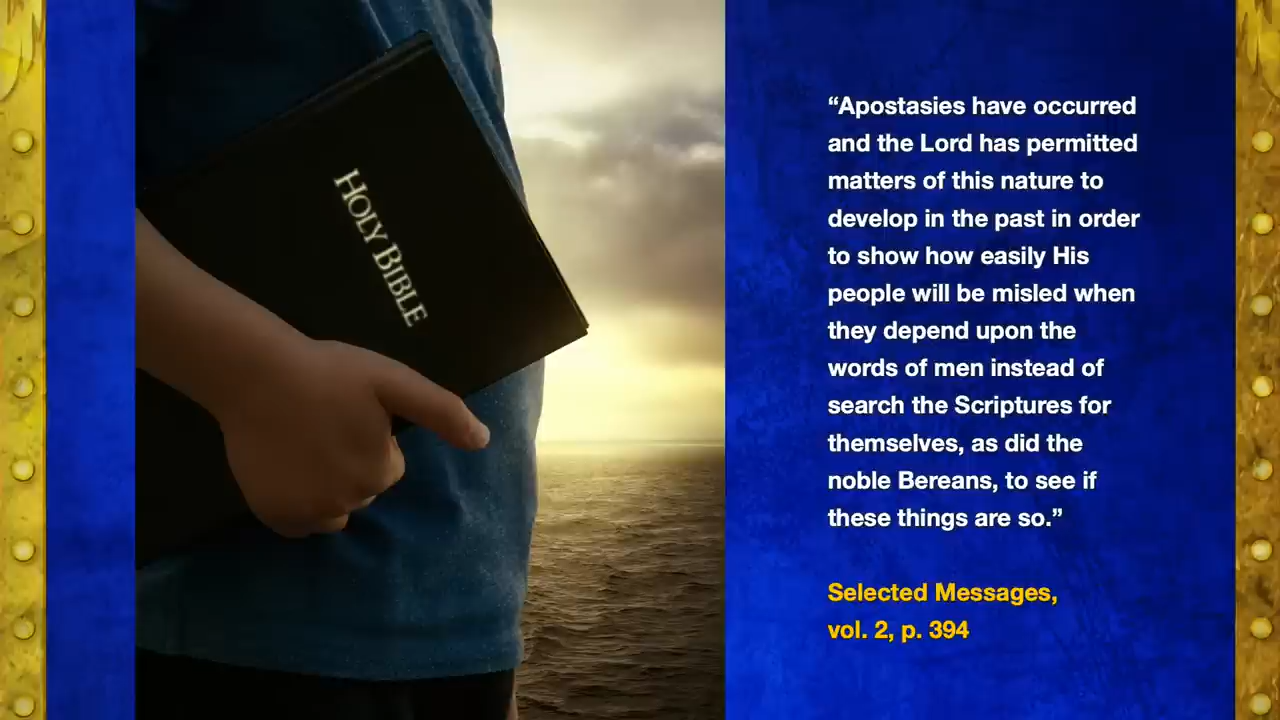 HOLY BIBLE
“Apostasies have occurred
and the Lord has permitted
matters of this nature to
develop in the past in order
to show how easily His
people will be misled when
they depend upon the
words of men instead of
search the Scriptures for
themselves, as did the
noble Bereans, to see if
these things are so.”
Selected Messages,
vol. 2, p. 394